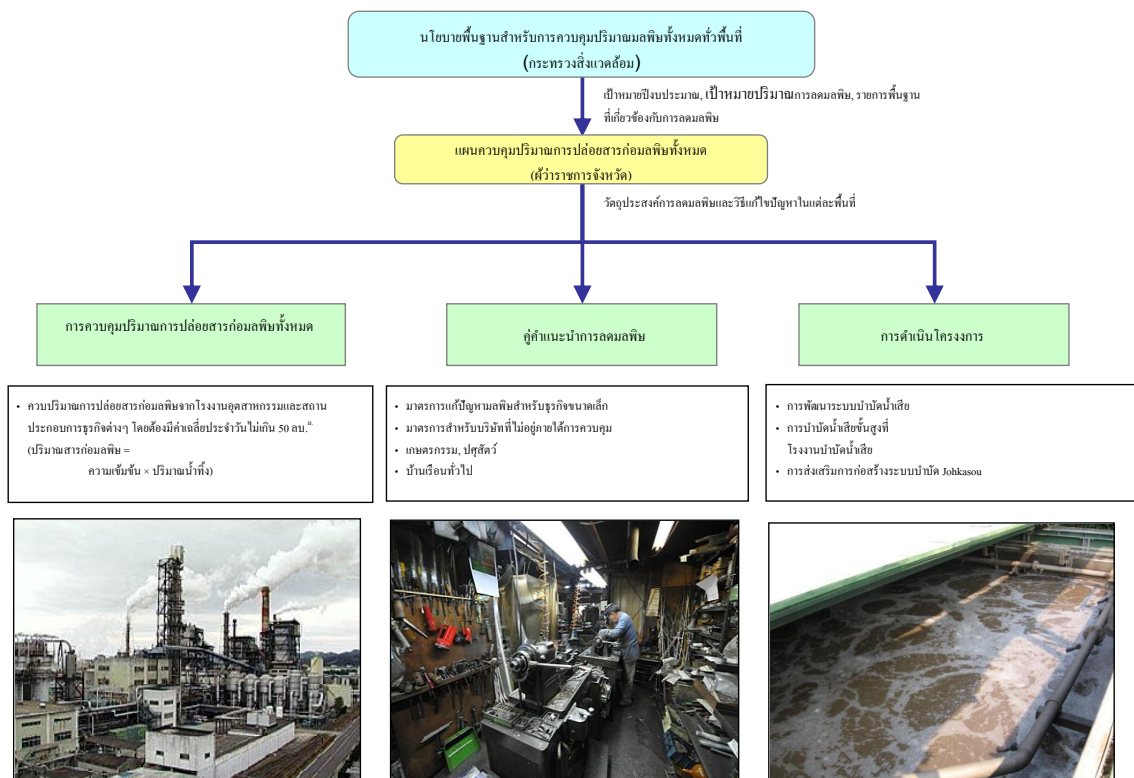 นโยบายพื้นฐานสำหรับการควบคุมปริมาณมลพิษทั้งหมดทั่วพื้นที่
(กระทรวงสิ่งแวดล้อม)
เป้าหมายปีงบประมาณ, เป้าหมายปริมาณการลดมลพิษ, รายการพื้นฐาน
ที่เกี่ยวข้องกับการลดมลพิษ
แผนควบคุมปริมาณการปล่อยสารก่อมลพิษทั้งหมด
(ผู้ว่าราชการจังหวัด)
วัตถุประสงค์การลดมลพิษและวิธีแก้ไขปัญหาในแต่ละพื้นที่
การควบคุมปริมาณการปล่อยสารก่อมลพิษทั้งหมด
คู่คำแนะนำการลดมลพิษ
การดำเนินโครงงการ
• ควบปริมาณการปล่อยสารก่อมลพิษจากโรงงานอุตสาหกรรมและสถาน
ประกอบการธุรกิจต่างๆ โดยต้องมีค่าเฉลี่ยประจำวันไม่เกิน 50 ลบ.ม.
(ปริมาณสารก่อมลพิษ =
ความเข้มข้น × ปริมาณน้ำทิ้ง)
• มาตรการแก้ปัญหามลพิษสำหรับธุรกิจขนาดเล็ก
• มาตรการสำหรับบริษัทที่ไม่อยู่ภายใต้การควบคุม
• เกษตรกรรม, ปศุสัตว์
• บ้านเรือนทั่วไป
• การพัฒนาระบบบำบัดน้ำเสีย
• การบำบัดน้ำเสียขั้นสูงที่
โรงงานบำบัดน้ำเสีย
• การส่งเสริมการก่อสร้างระบบบำบัด Johkasou